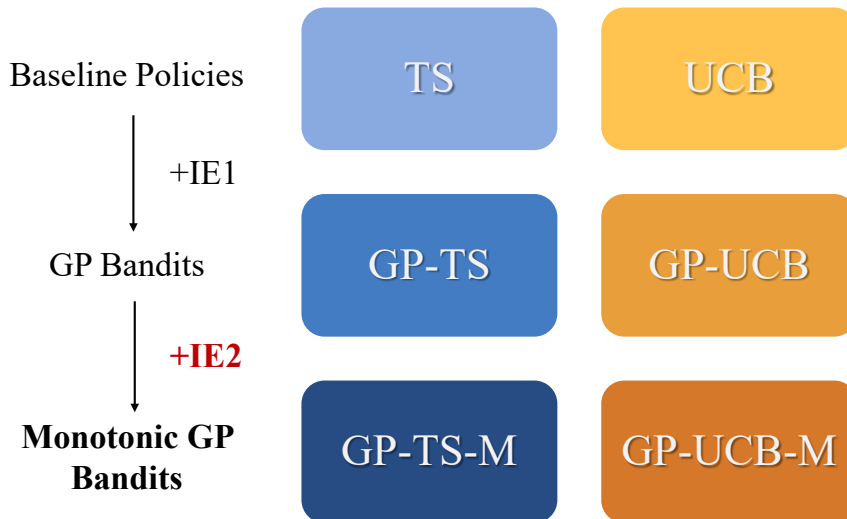 Baseline Policies
TS
UCB
+IE1
GP Bandits
GP-TS
GP-UCB
+IE2
Monotonic GP
Bandits
GP-TS-M
GP-UCB-M